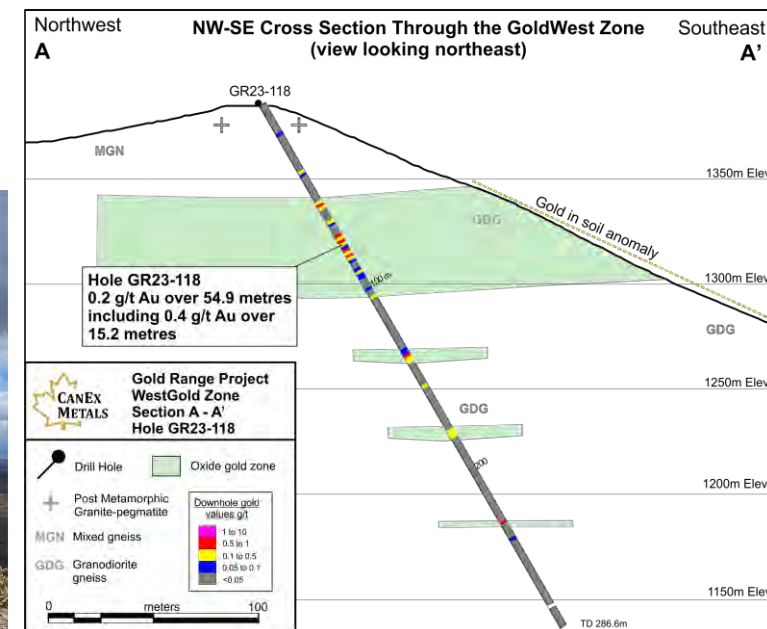 Northwest
A
NW-SE Cross Section Through the GoldWest Zone
(view looking northeast)
Southeast
A'
GR23-118
MGN
1350m Elev
GDG
Gold in soil anomaly
100 m
1300m Elev
Hole GR23-118
0.2 g/t Au over 54.9 metres
including 0.4 g/t Au over
15.2 metres
GDG
1250m Elev
GDG
200
1200m Elev
1150m Elev
TD 286.6m
CANEX
METALS
Gold Range Project
WestGold Zone
Section A - A'
Hole GR23-118
Drill Hole
Oxide gold zone
Post Metamorphic
Granite-pegmatite
MGN Mixed gneiss
GDG Granodiorite
gneiss
Downhole gold
values g/t
1 to 10
0.5 to 1
0.1 to 0.5
0.05 to 0.1
<0.05
0 meters 100